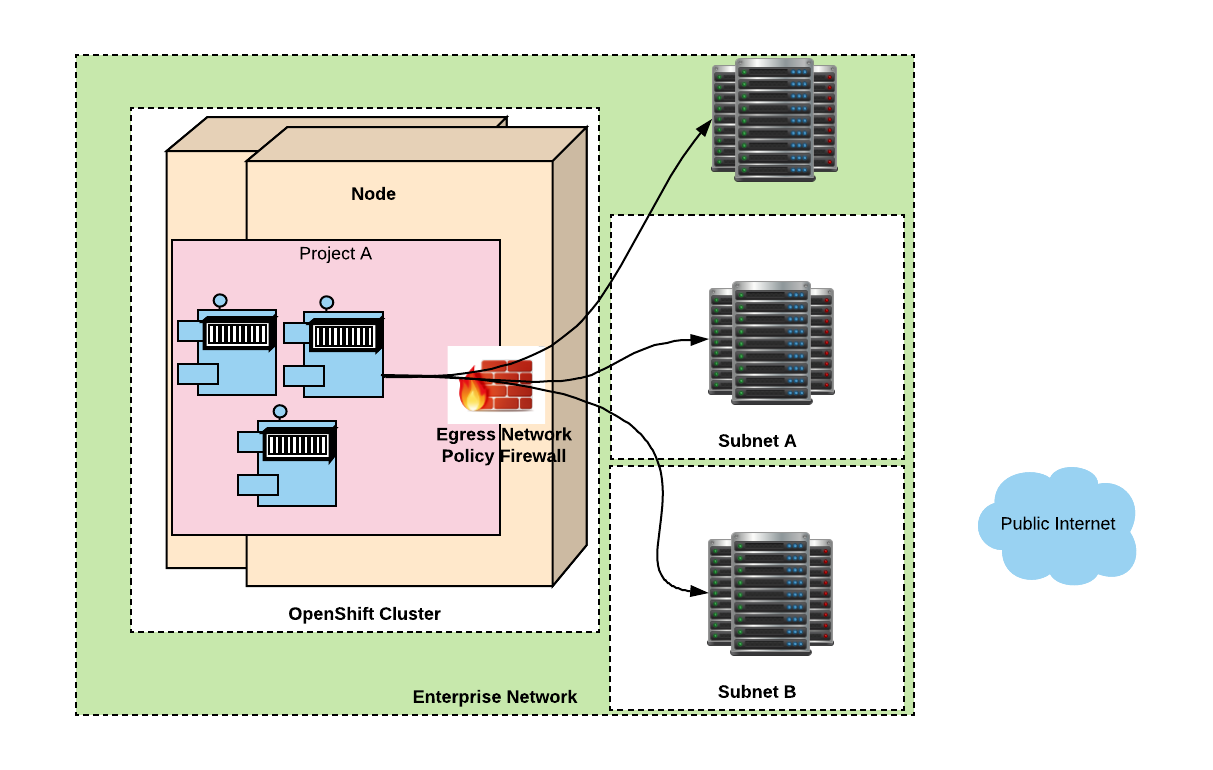 Node
Project A
Egress Network
Policy Firewall
OpenShift Cluster
Enterprise Network
Subnet A
Subnet B
Public Internet